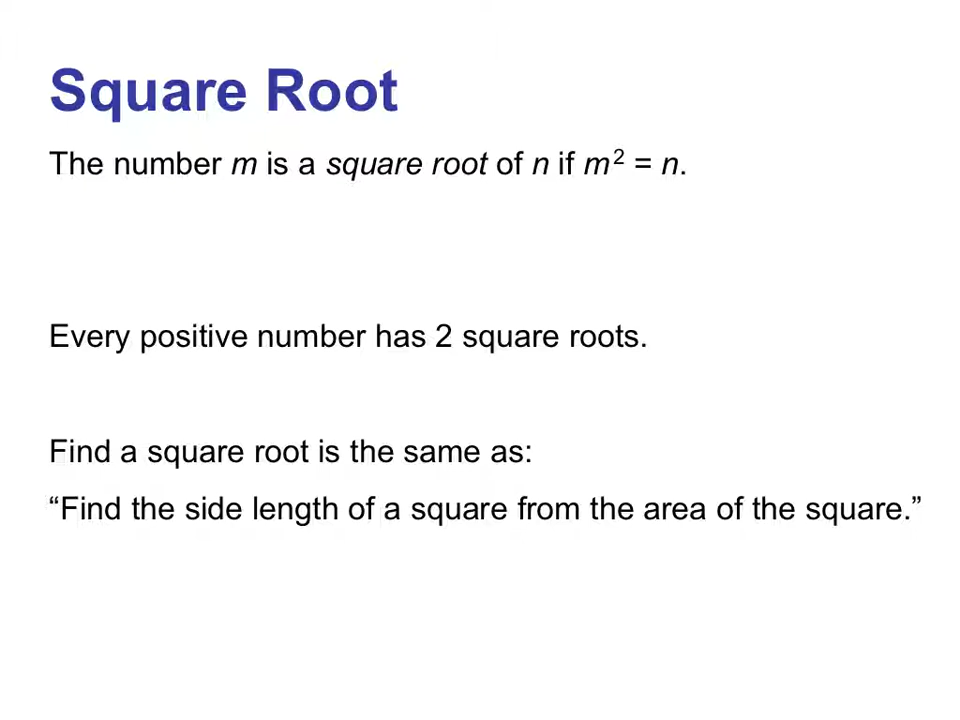 Square Root
The number m is a square root of n if m² = n.
Every positive number has 2 square roots.
Find a square root is the same as:
“Find the side length of a square from the area of the square.”